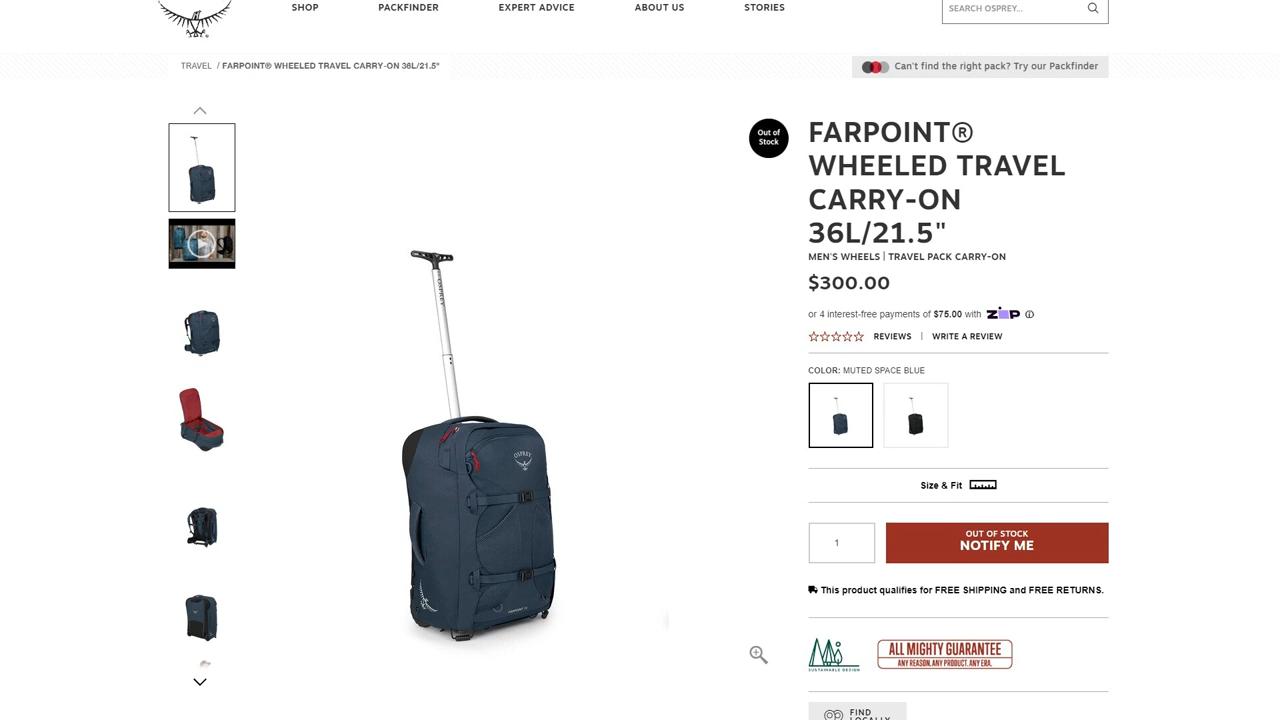 SHOP
PACKFINDER
EXPERT ADVICE
ABOUT US
STORIES
SEARCH OSPREY...
TRAVEL / FARPOINT® WHEELED TRAVEL CARRY-ON 36L/21.5"
Can't find the right pack? Try our Packfinder
Out of
Stock
FARPOINT®
WHEELED TRAVEL
CARRY-ON
36L/21.5"
MEN'S WHEELS | TRAVEL PACK CARRY-ON
$300.00
or 4 interest-free payments of $75.00 with ZIP
REVIEWS | WRITE A REVIEW
COLOR: MUTED SPACE BLUE
OSPREY
OSPREY
Size & Fit
1
OUT OF STOCK
NOTIFY ME
This product qualifies for FREE SHIPPING and FREE RETURNS.
SUSTAINABLE DESIGN
ALL MIGHTY GUARANTEE
ANY REASON. ANY PRODUCT. ANY ERA.
FIND
LOCALLY